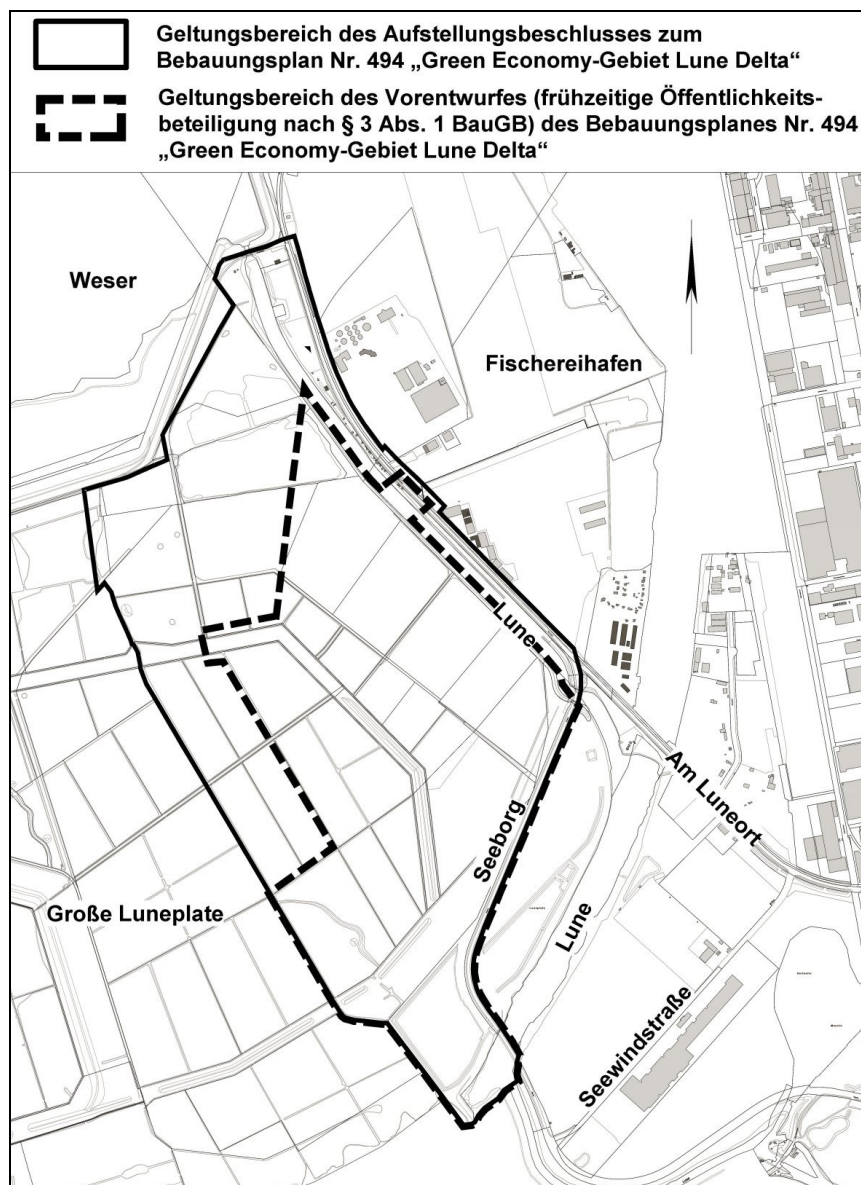 Geltungsbereich des Aufstellungsbeschlusses zum
Bebauungsplan Nr. 494 „Green Economy-Gebiet Lune Delta“
Geltungsbereich des Vorentwurfes (frühzeitige Öffentlichkeits-
beteiligung nach § 3 Abs. 1 BauGB) des Bebauungsplanes Nr. 494
„Green Economy-Gebiet Lune Delta“
Weser
Fischereihafen
Lune
Am Luneort
Seeborg
Lune
Große Luneplate
Seewindstraße